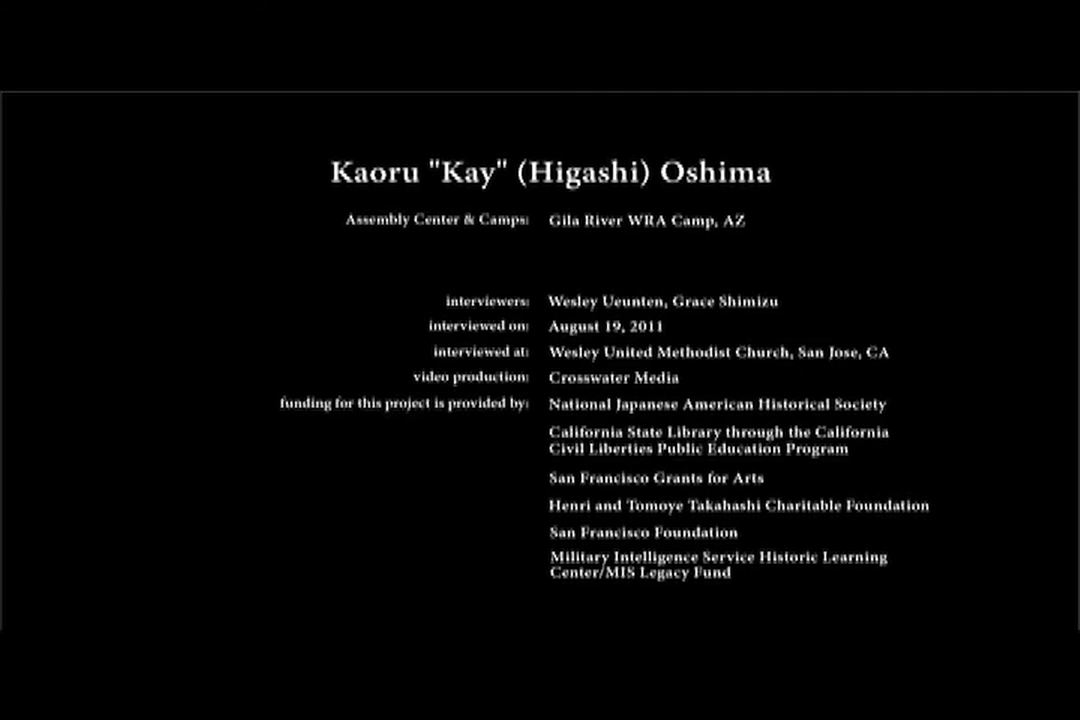 Kaoru "Kay" (Higashi) Oshima
Assembly Center & Camps: Gila River WRA Camp, AZ
interviewers: Wesley Ueunten, Grace Shimizu
interviewed on: August 19, 2011
interviewed at: Wesley United Methodist Church, San Jose, CA
video production: Crosswater Media
funding for this project is provided by: National Japanese American Historical Society
California State Library through the California
Civil Liberties Public Education Program
San Francisco Grants for Arts
Henri and Tomoye Takahashi Charitable Foundation
San Francisco Foundation
Military Intelligence Service Historic Learning
Center/MIS Legacy Fund